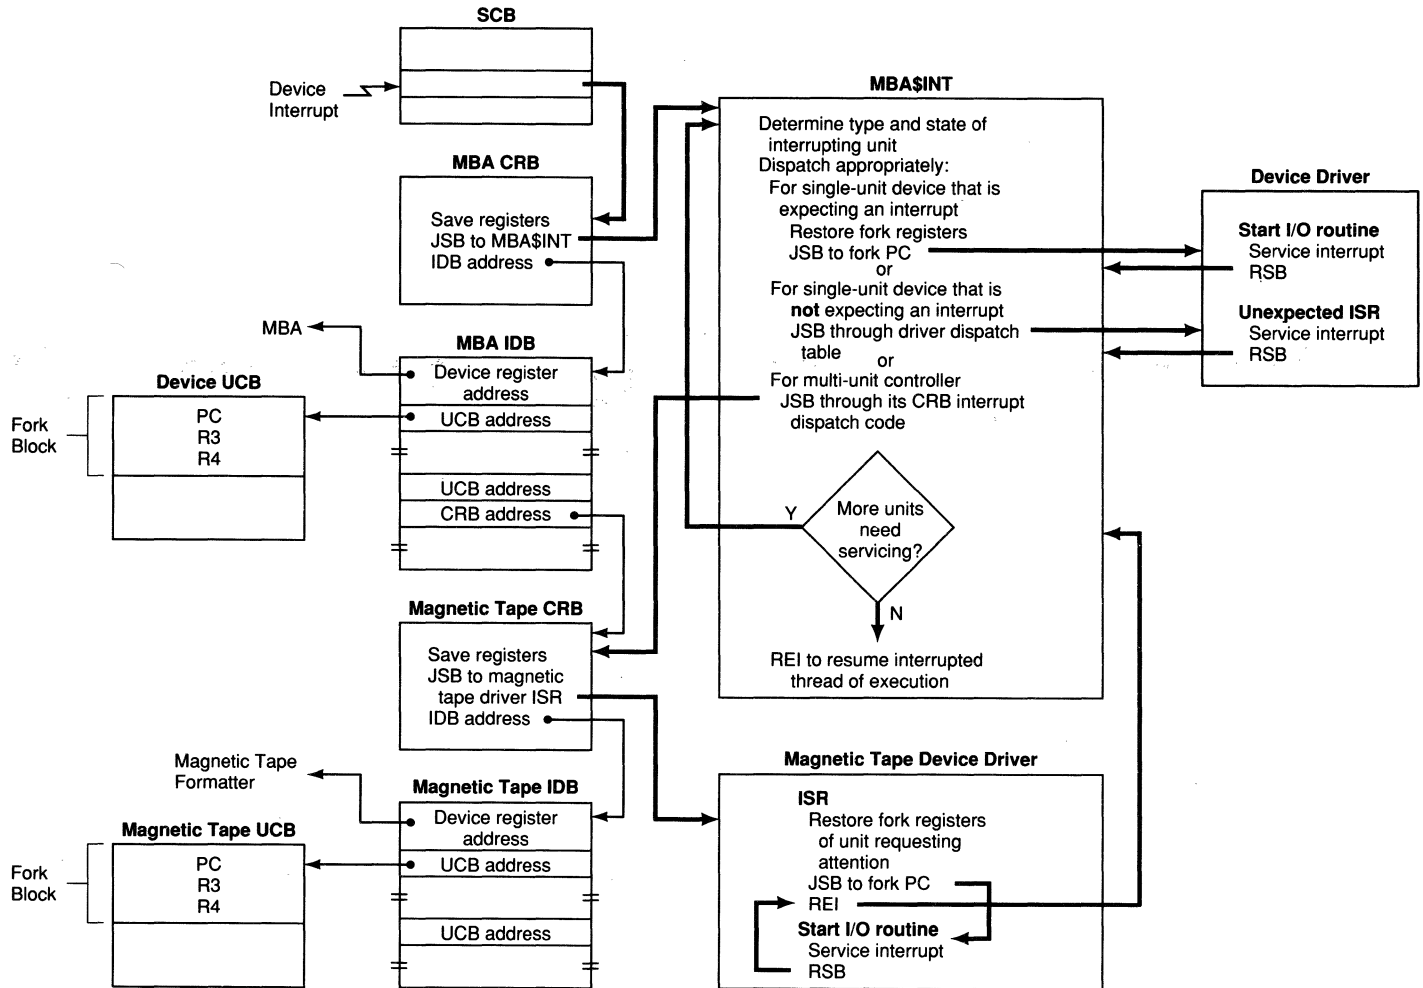 SCB
Device
Interrupt
MBA CRB
Save registers
JSB to MBA$INT
IDB address
MBA
MBA IDB
Device register
address
UCB address
UCB address
CRB address
Device UCB
PC
R3
R4
Fork
Block
Magnetic Tape CRB
Save registers
JSB to magnetic
tape driver ISR
IDB address
Magnetic Tape
Formatter
Magnetic Tape IDB
Device register
address
UCB address
UCB address
Magnetic Tape UCB
PC
R3
R4
Fork
Block
MBA$INT
Determine type and state of
interrupting unit
Dispatch appropriately:
For single-unit device that is
expecting an interrupt
Restore fork registers
JSB to fork PC
or
For single-unit device that is
not expecting an interrupt
JSB through driver dispatch
table
or
For multi-unit controller
JSB through its CRB interrupt
dispatch code
More units
need
servicing?
Y
N
REI to resume interrupted
thread of execution
Device Driver
Start I/O routine
Service interrupt
RSB
Unexpected ISR
Service interrupt
RSB
Magnetic Tape Device Driver
ISR
Restore fork registers
of unit requesting
attention
JSB to fork PC
REI
Start I/O routine
Service interrupt
RSB